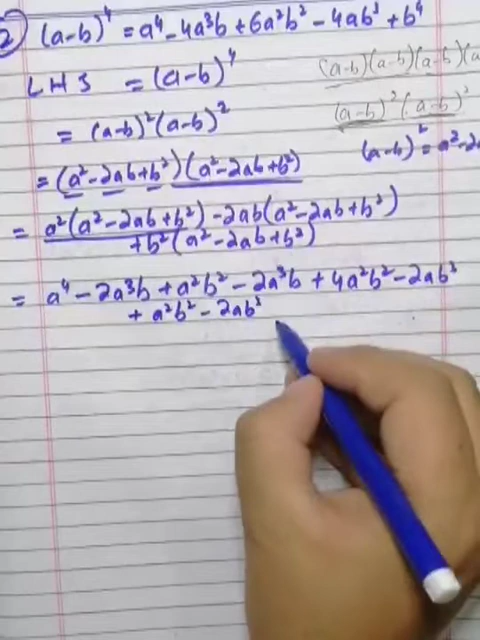 2) (a-b)⁴ = a⁴ - 4a³b + 6a²b² - 4ab³ + b⁴
LHS = (a-b)⁴
(a-b)(a-b)(a-b)(a
= (a-b)²(a-b)²
(a-b)²(a-b)²
(a-b)² = a² - 2a
= (a² - 2ab + b²)(a² - 2ab + b²)
= a²(a² - 2ab + b²) - 2ab(a² - 2ab + b²)
+ b²(a² - 2ab + b²)
= a⁴ - 2a³b + a²b² - 2a³b + 4a²b² - 2ab³
+ a²b² - 2ab³